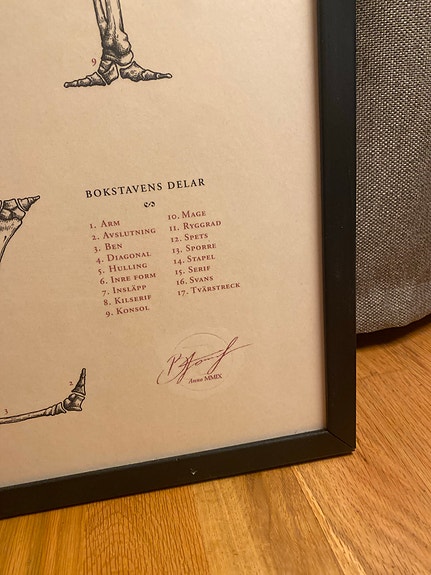 9
BOKSTAVENS DELAR
1. Arm
2. Avslutning
3. Ben
4. Diagonal
5. Hulling
6. Inre form
7. Insläpp
8. Kilserif
9. Konsol
10. Mage
11. Ryggrad
12. Spets
13. Sporre
14. Stapel
15. Serif
16. Svans
17. Tvärstreck
Anno MMIX
2
3